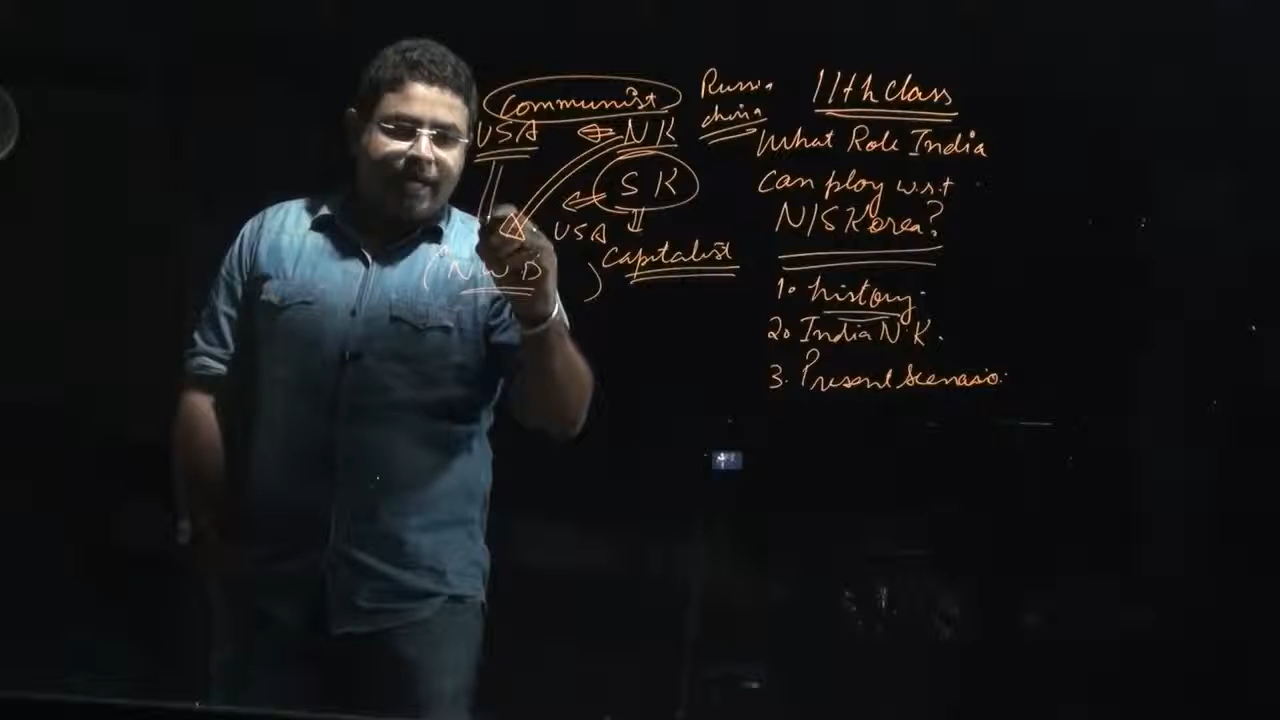 Communist
USA NK
SK
USA
Capitalist
(NWD)
Russia
china
11th class
What Role India
can play w.r.t
N/S Korea?
1. history.
2. India N.K.
3. Present Scenario.